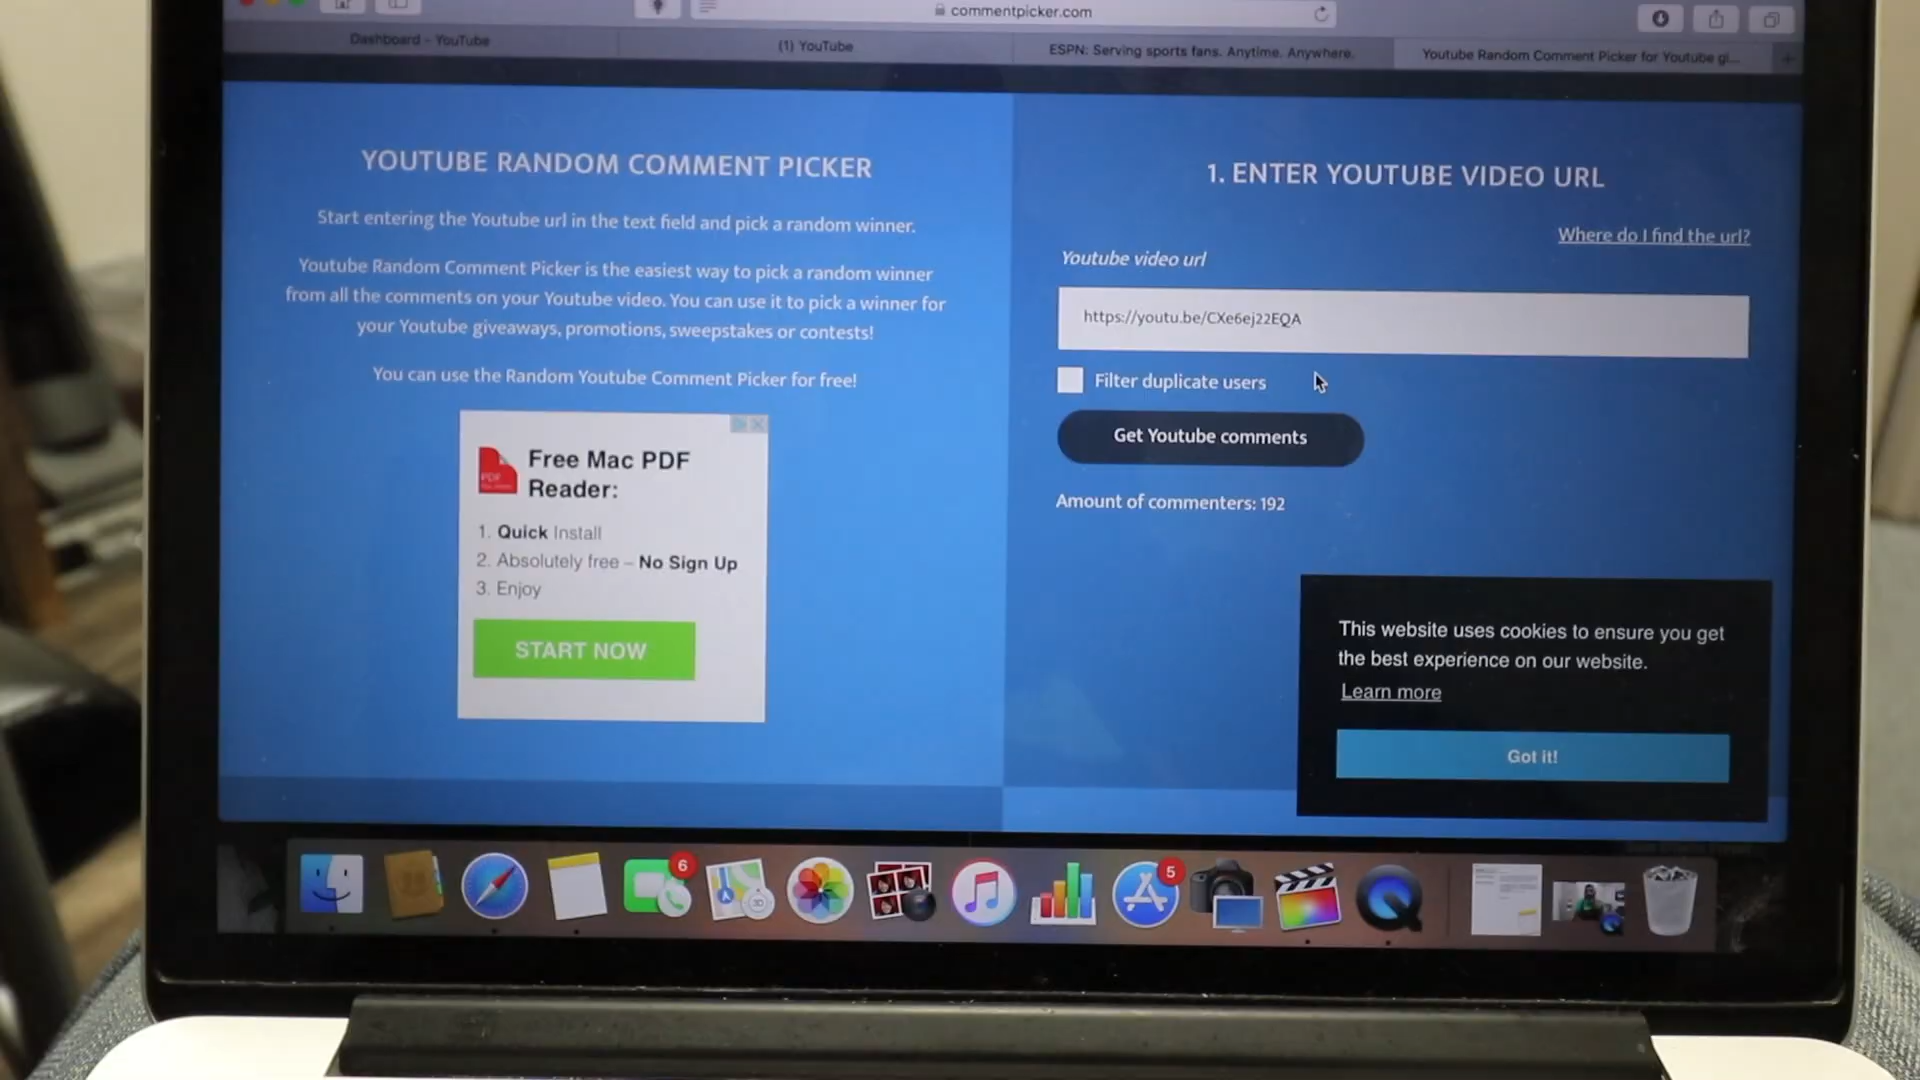 commentpicker.com
Dashboard - YouTube
(1) YouTube
ESPN: Serving sports fans. Anytime. Anywhere.
Youtube Random Comment Picker for Youtube gi...
YOUTUBE RANDOM COMMENT PICKER
Start entering the Youtube url in the text field and pick a random winner.
Youtube Random Comment Picker is the easiest way to pick a random winner
from all the comments on your Youtube video. You can use it to pick a winner for
your Youtube giveaways, promotions, sweepstakes or contests!
You can use the Random Youtube Comment Picker for free!
PDF
Free Mac PDF
Reader:
1. Quick Install
2. Absolutely free – No Sign Up
3. Enjoy
START NOW
1. ENTER YOUTUBE VIDEO URL
Where do I find the url?
Youtube video url
https://youtu.be/CXe6ej22EQA
Filter duplicate users
Get Youtube comments
Amount of commenters: 192
This website uses cookies to ensure you get
the best experience on our website.
Learn more
Got it!
6
3D
5